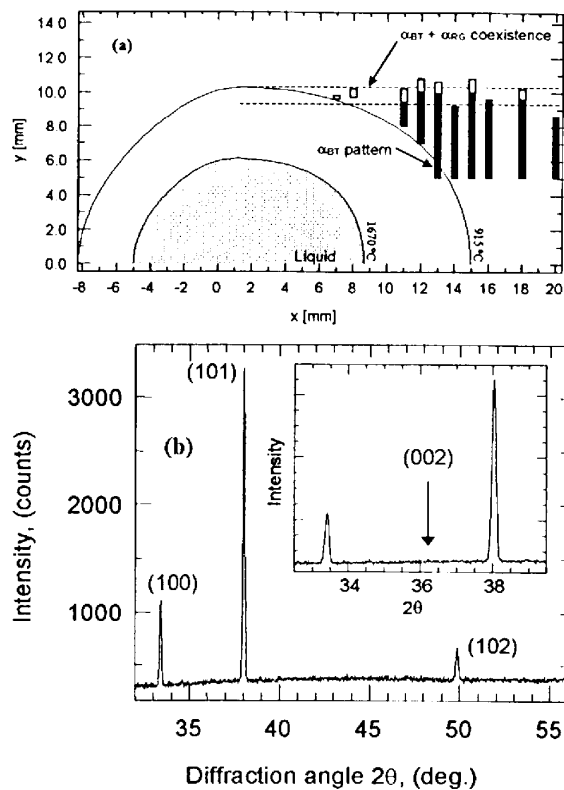 (a)
14.0
12.0
10.0
8.0
6.0
4.0
2.0
0.0
y [mm]
αBT + αRG coexistence
αBT pattern
Liquid
1670 °C
915 °C
-8 -6 -4 -2 0 2 4 6 8 10 12 14 16 18 20
x [mm]
(b)
3000
2000
1000
Intensity, (counts)
(100)
(101)
(102)
Intensity
(002)
34 36 38
2θ
35 40 45 50 55
Diffraction angle 2θ, (deg.)